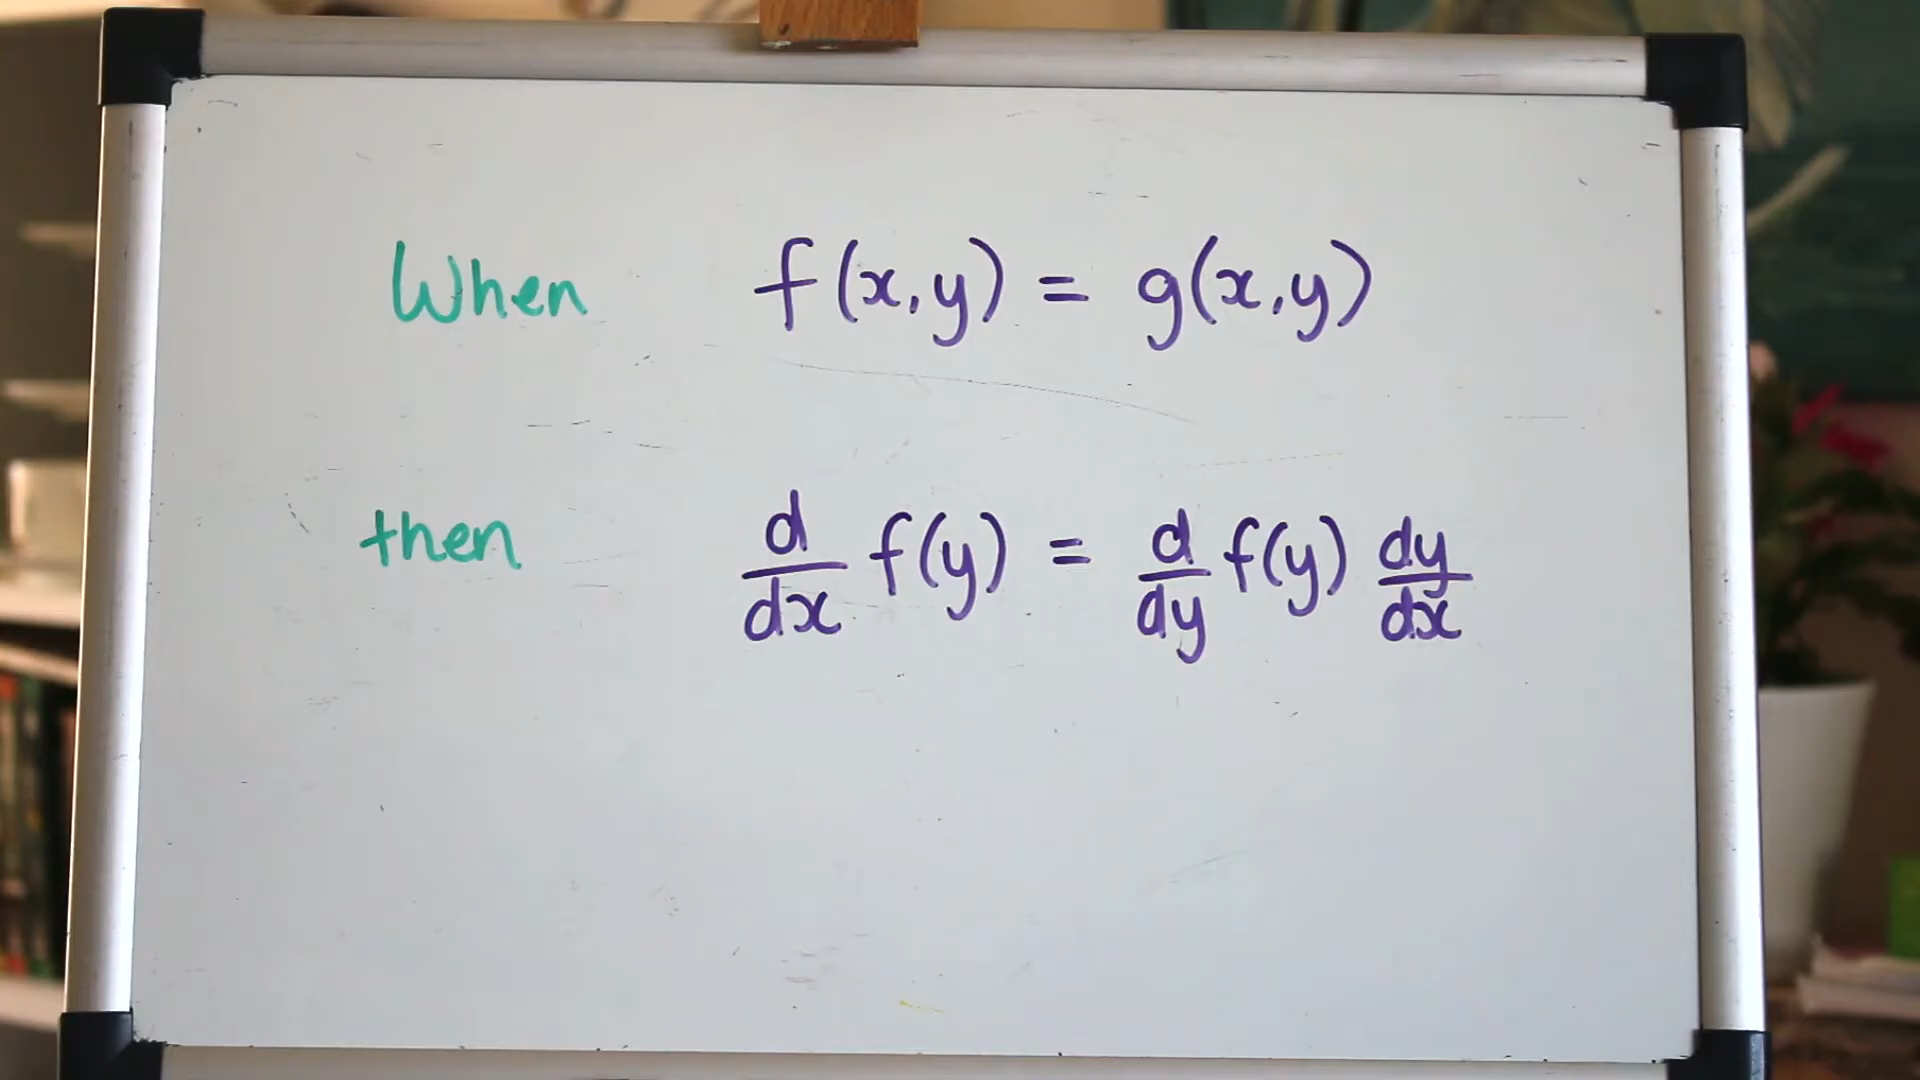 When f(x,y) = g(x,y)
then d/dx f(y) = d/dy f(y) dy/dx